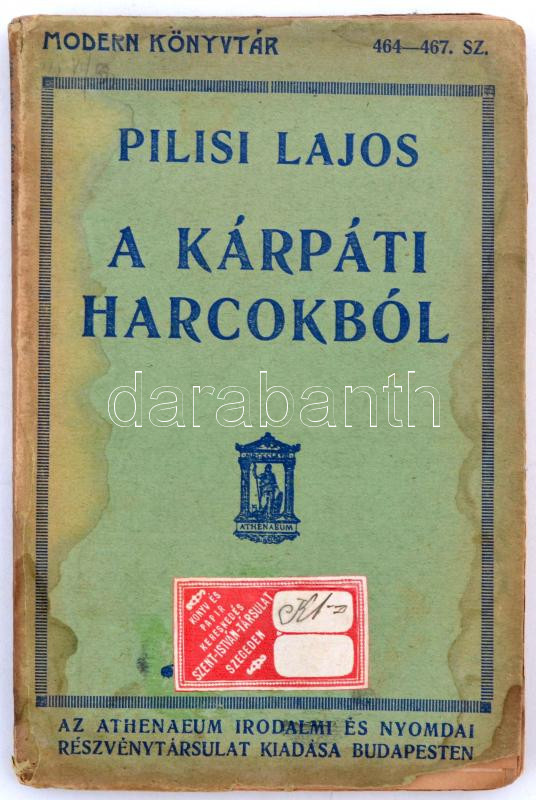 MODERN KÖNYVTÁR 464—467. SZ.
PILISI LAJOS
A KÁRPÁTI
HARCOKBÓL
darabanth
ATHENAEUM
KÖNYV ÉS
PAPIR
KERESKEDÉS
SZENT-ISTVÁN-TÁRSULAT
SZEGEDEN
AZ ATHENAEUM IRODALMI ÉS NYOMDAI
RÉSZVÉNYTÁRSULAT KIADÁSA BUDAPESTEN